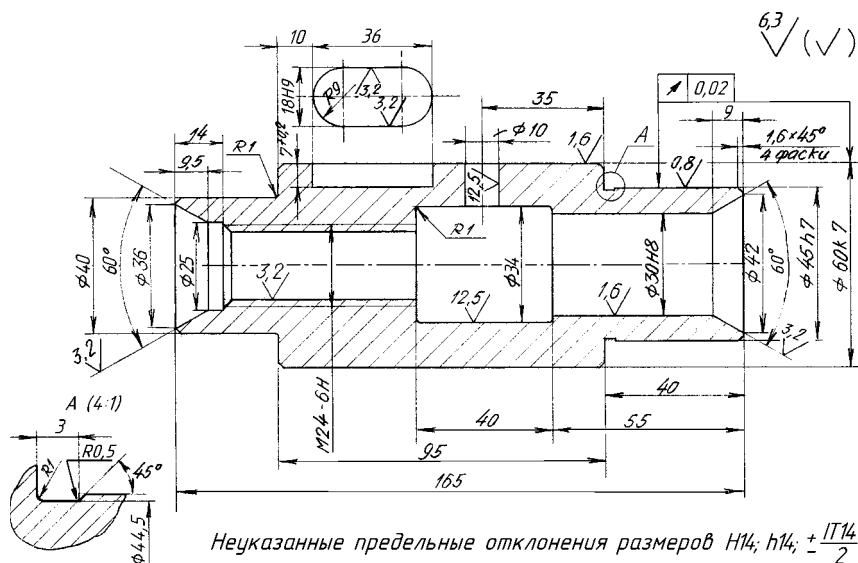 6,3
(√)
10
36
18H9
R9
3,2
3,2
35
0,02
9
7+0,2
R1
Ф10
1,6
А
0,8
1,6×45°
4 фаски
14
9,5
12,5
R1
Ф40
60°
Ф36
Ф25
3,2
Ф34
12,5
Ф30H8
1,6
Ф42
60°
Ф45h7
Ф60k7
3,2
3,2
М24-6Н
40
55
40
95
165
А (4:1)
3
R0,5
R1
45°
Ф44,5
Неуказанные предельные отклонения размеров H14; h14; ± IT14/2